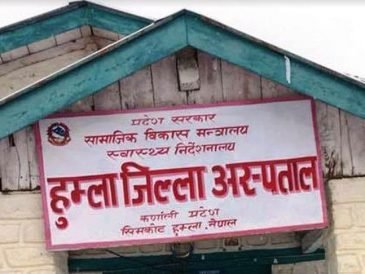 प्रदेश सरकार
सामाजिक विकास मन्त्रालय
स्वास्थ्य निर्देशनालय
हुम्ला जिल्ला अस्पताल
कर्णाली प्रदेश
सिमकोट हुम्ला, नेपाल